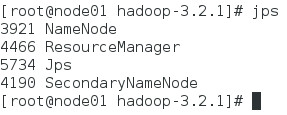 [root@node01 hadoop-3.2.1]# jps
3921 NameNode
4466 ResourceManager
5734 Jps
4190 SecondaryNameNode
[root@node01 hadoop-3.2.1]#